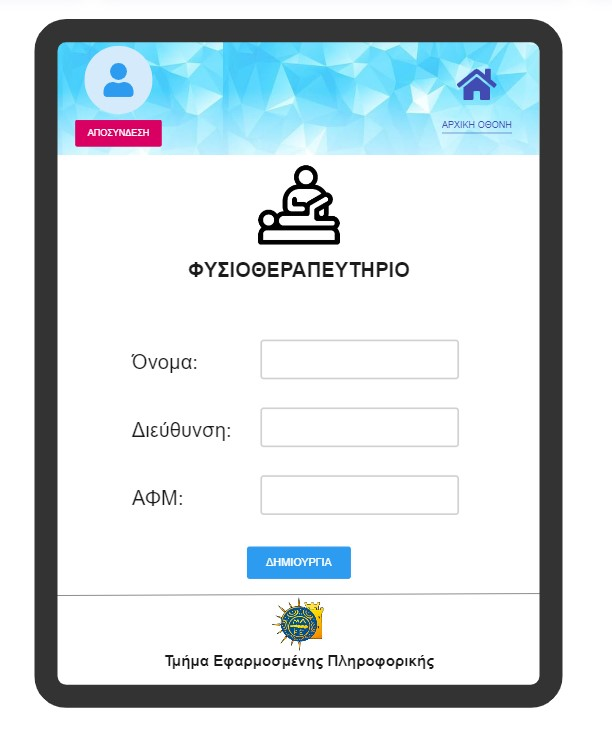 ΑΠΟΣΥΝΔΕΣΗ
ΑΡΧΙΚΗ ΟΘΟΝΗ
ΦΥΣΙΟΘΕΡΑΠΕΥΤΗΡΙΟ
Όνομα:
Διεύθυνση:
ΑΦΜ:
ΔΗΜΙΟΥΡΓΙΑ
Τμήμα Εφαρμοσμένης Πληροφορικής